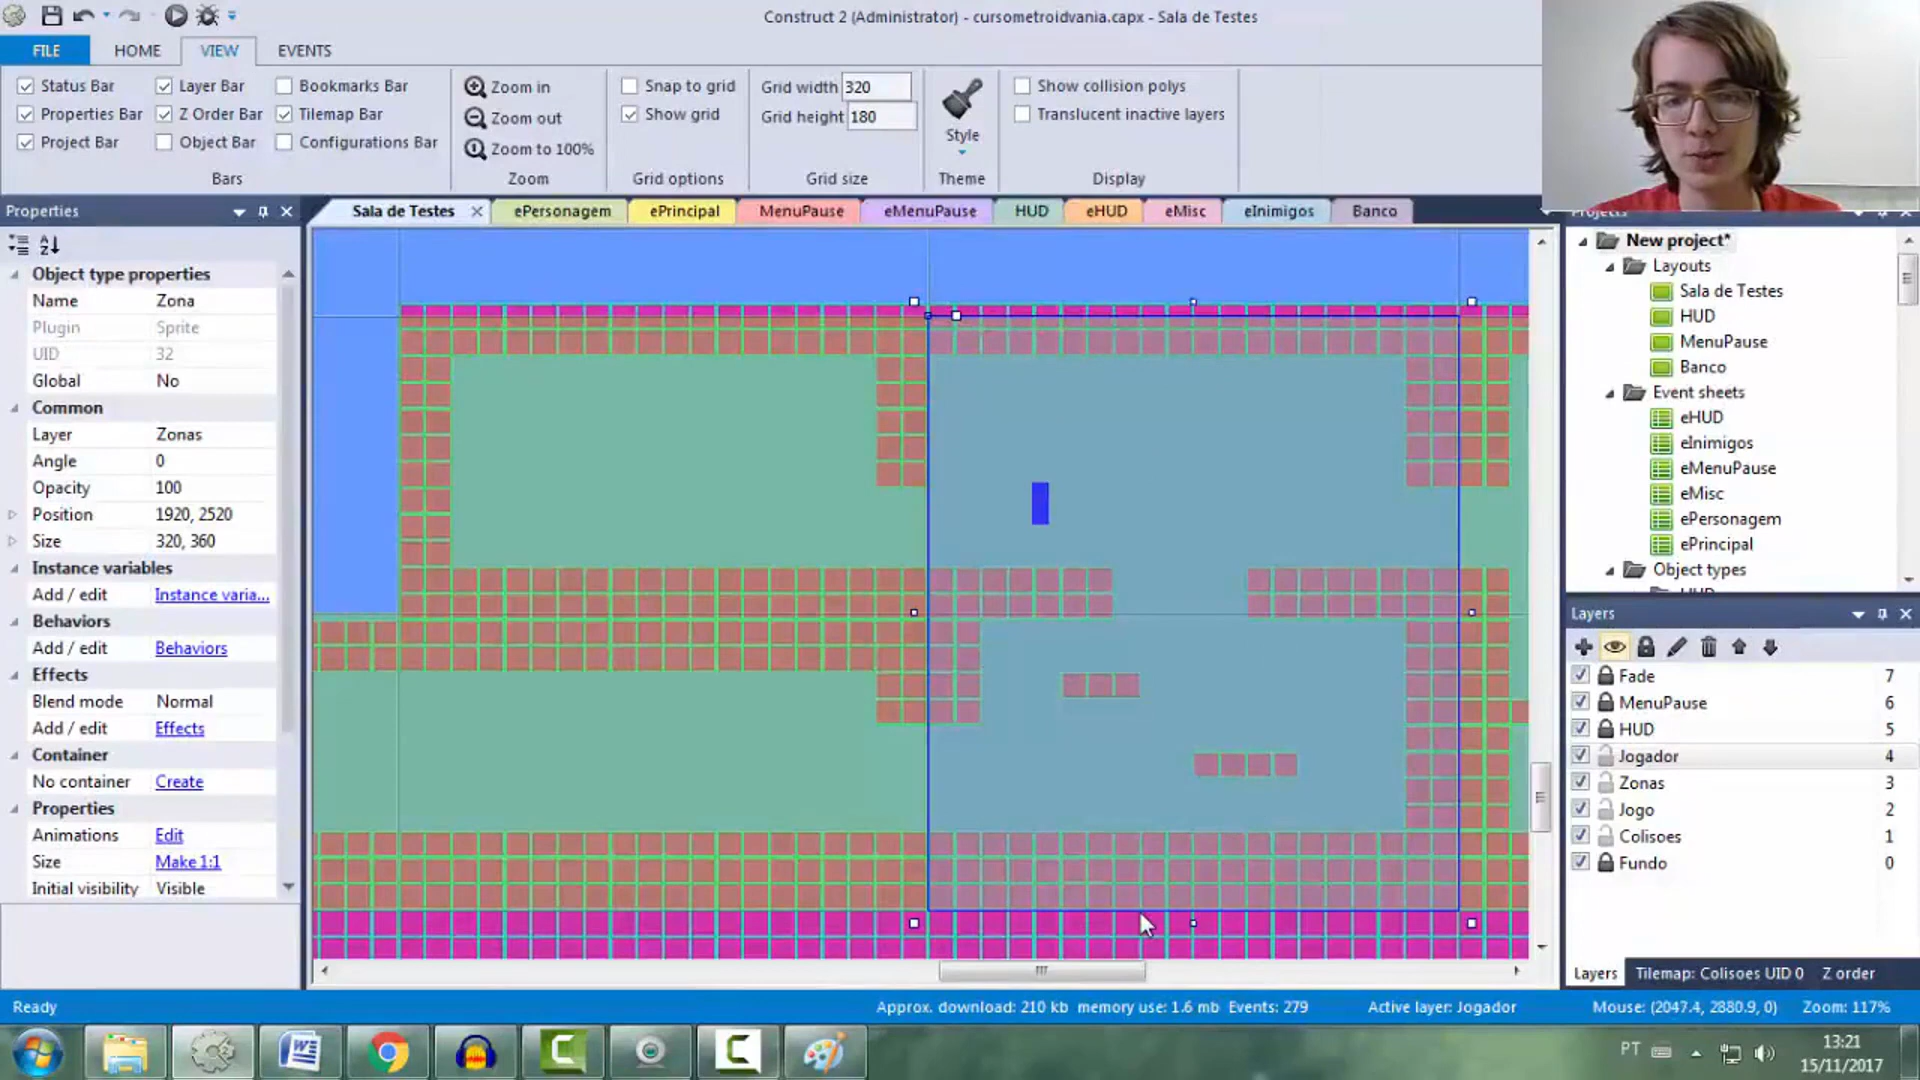 Construct 2 (Administrator) - cursometroidvania.capx - Sala de Testes
FILE HOME VIEW EVENTS
Status Bar Layer Bar Bookmarks Bar
Properties Bar Z Order Bar Tilemap Bar
Project Bar Object Bar Configurations Bar
Bars
Zoom in
Zoom out
Zoom to 100%
Zoom
Snap to grid
Show grid
Grid options
Grid width 320
Grid height 180
Grid size
Style
Theme
Show collision polys
Translucent inactive layers
Display
Properties
Sala de Testes ePersonagem ePrincipal MenuPause eMenuPause HUD eHUD eMisc eInimigos Banco
Object type properties
Name Zona
Plugin Sprite
UID 32
Global No
Common
Layer Zonas
Angle 0
Opacity 100
Position 1920, 2520
Size 320, 360
Instance variables
Add / edit Instance varia...
Behaviors
Add / edit Behaviors
Effects
Blend mode Normal
Add / edit Effects
Container
No container Create
Properties
Animations Edit
Size Make 1:1
Initial visibility Visible
Projects
New project*
Layouts
Sala de Testes
HUD
MenuPause
Banco
Event sheets
eHUD
eInimigos
eMenuPause
eMisc
ePersonagem
ePrincipal
Object types
Layers
Fade 7
MenuPause 6
HUD 5
Jogador 4
Zonas 3
Jogo 2
Colisoes 1
Fundo 0
Layers Tilemap: Colisoes UID 0 Z order
Ready Approx. download: 210 kb memory use: 1.6 mb Events: 279 Active layer: Jogador Mouse: (2047.4, 2880.9, 0) Zoom: 117%
PT
13:21
15/11/2017